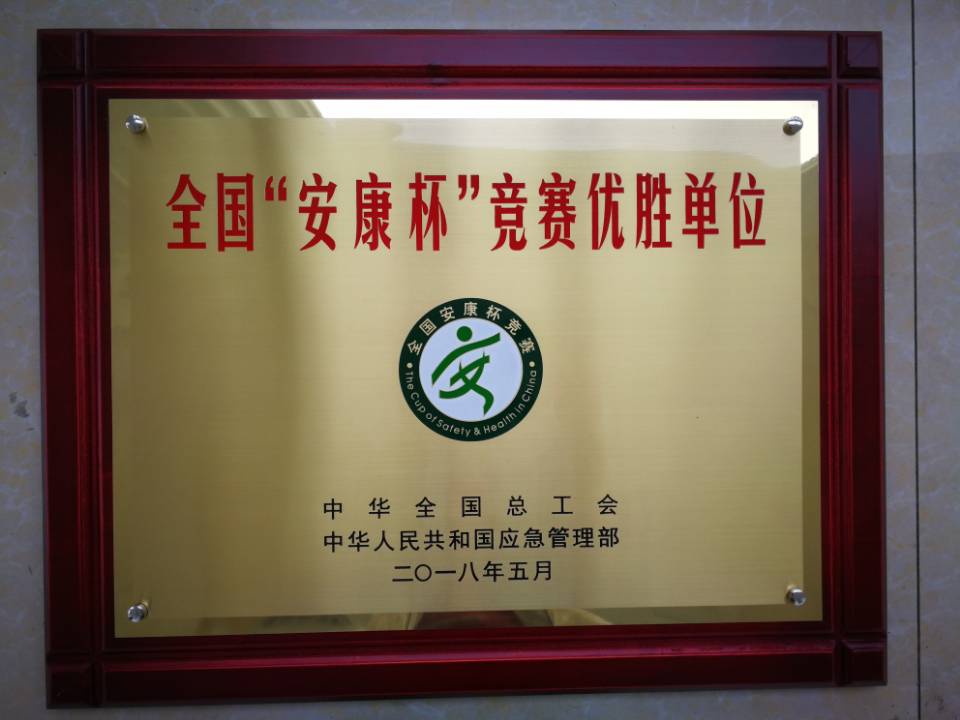 全国“安康杯”竞赛优胜单位
全国安康杯竞赛
The Cup of Safety & Health in China
安
中华全国总工会
中华人民共和国应急管理部
二〇一八年五月